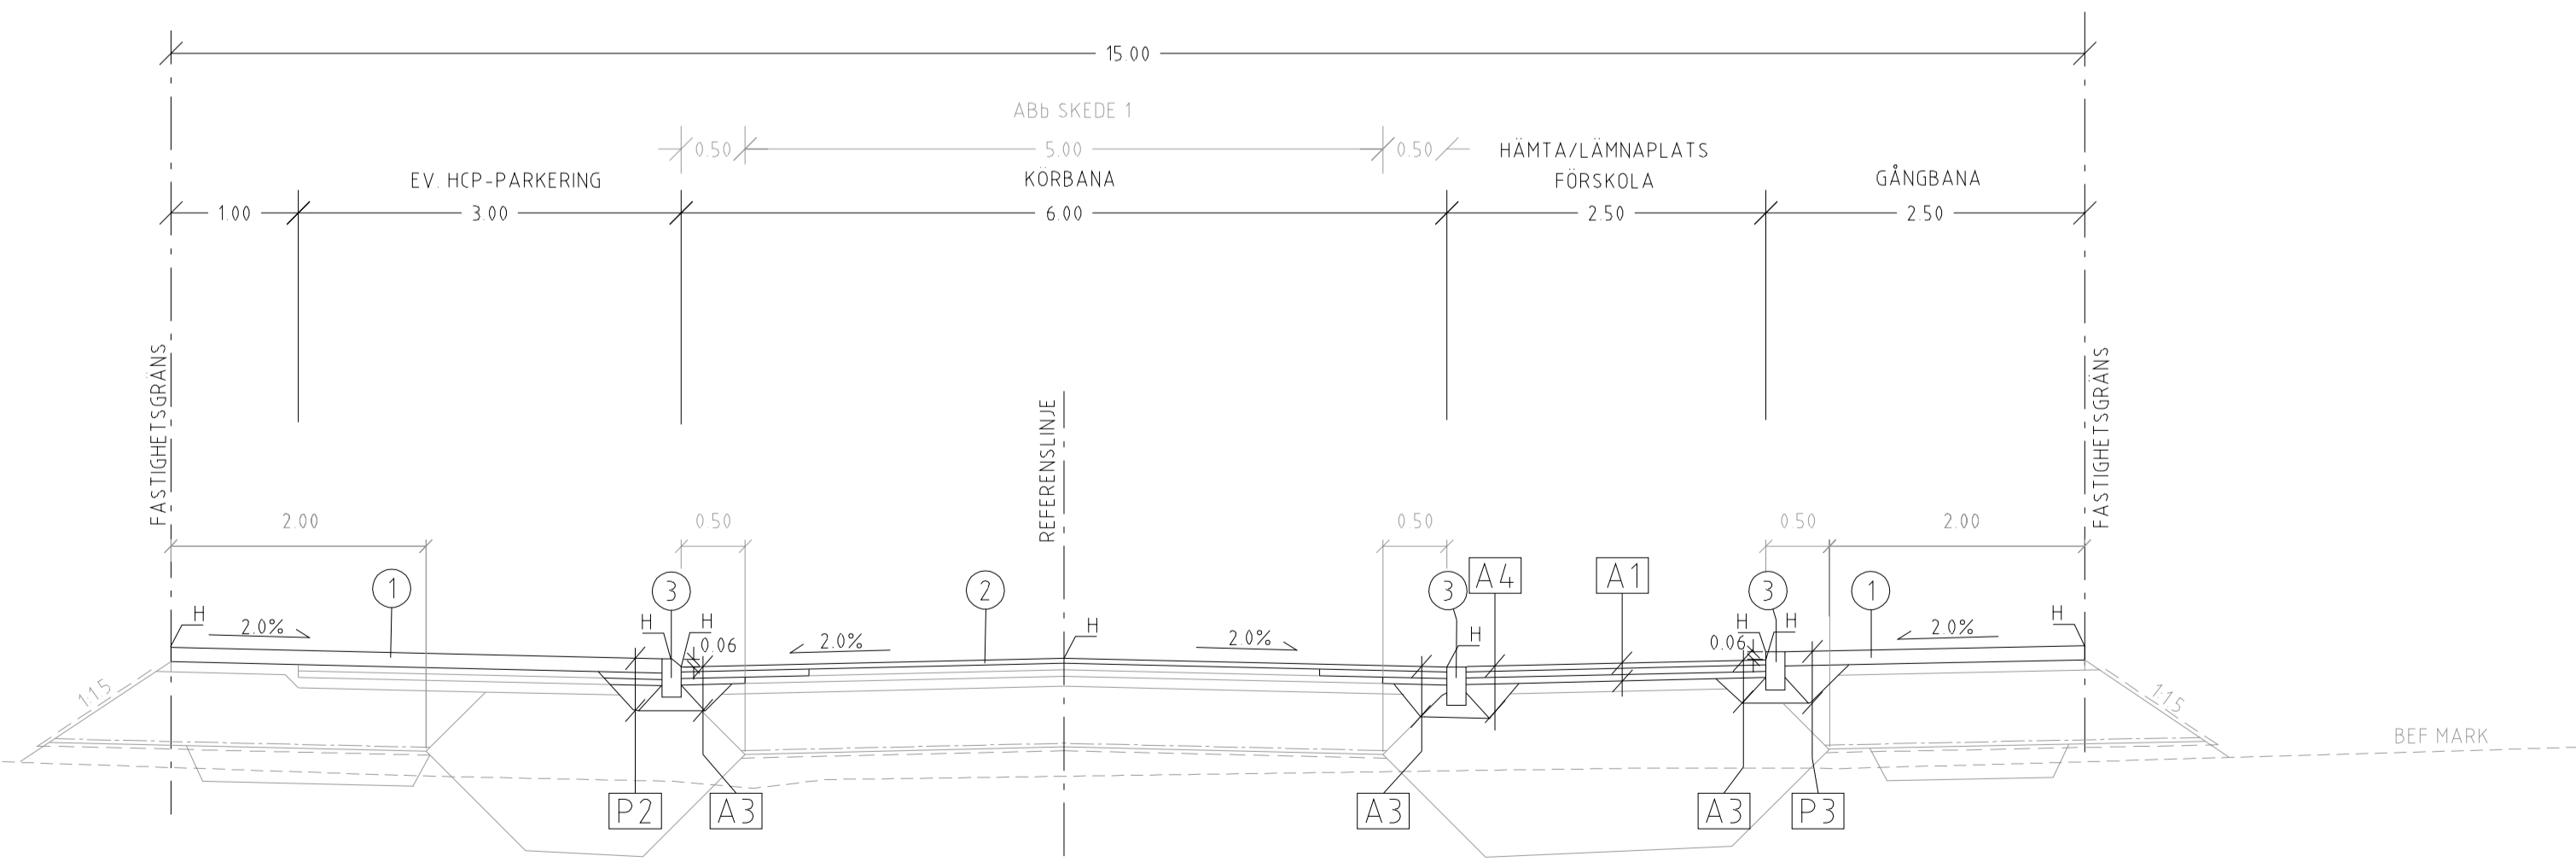 15.00
ABb SKEDE 1
0.50
5.00
0.50
HÄMTA/LÄMNAPLATS
FÖRSKOLA
EV. HCP-PARKERING
KÖRBANA
GÅNGBANA
1.00
3.00
6.00
2.50
2.50
FASTIGHETSGRÄNS
REFERENSLINJE
FASTIGHETSGRÄNS
2.00
0.50
0.50
0.50
2.00
1
3
2
3
A4
A1
3
1
H
2.0%
H
H
0.06
2.0%
H
2.0%
H
0.06
H
H
2.0%
H
1:1.5
1:1.5
BEF MARK
P2
A3
A3
A3
P3